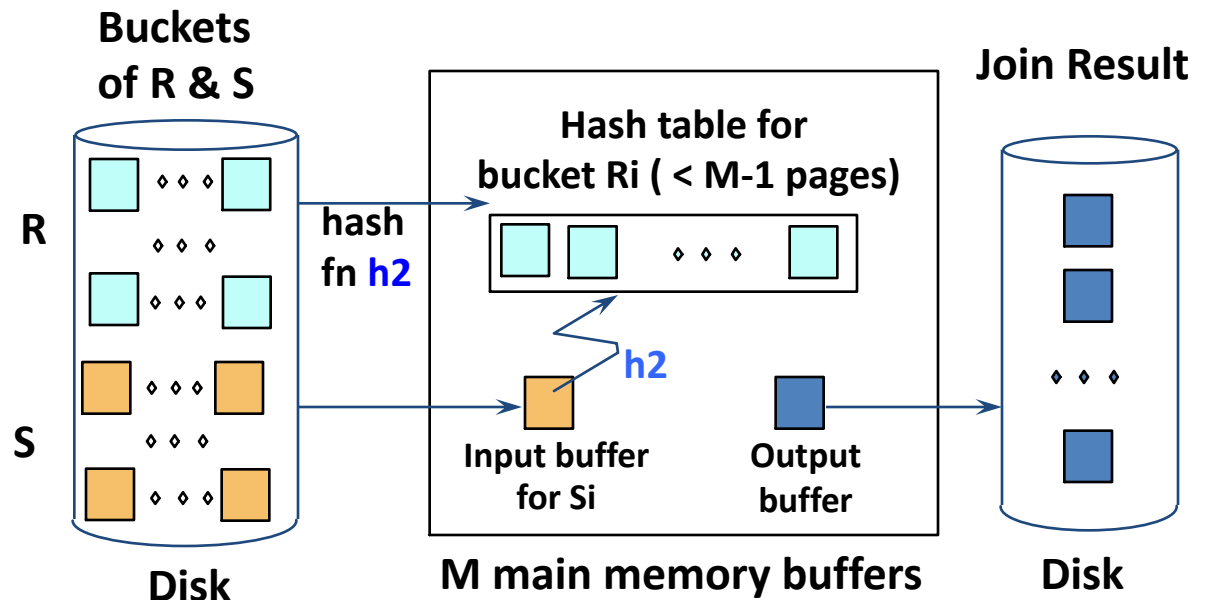 Buckets
of R & S
R
S
Disk
hash
fn h2
Hash table for
bucket Ri ( < M-1 pages)
h2
Input buffer
for Si
Output
buffer
M main memory buffers
Join Result
Disk